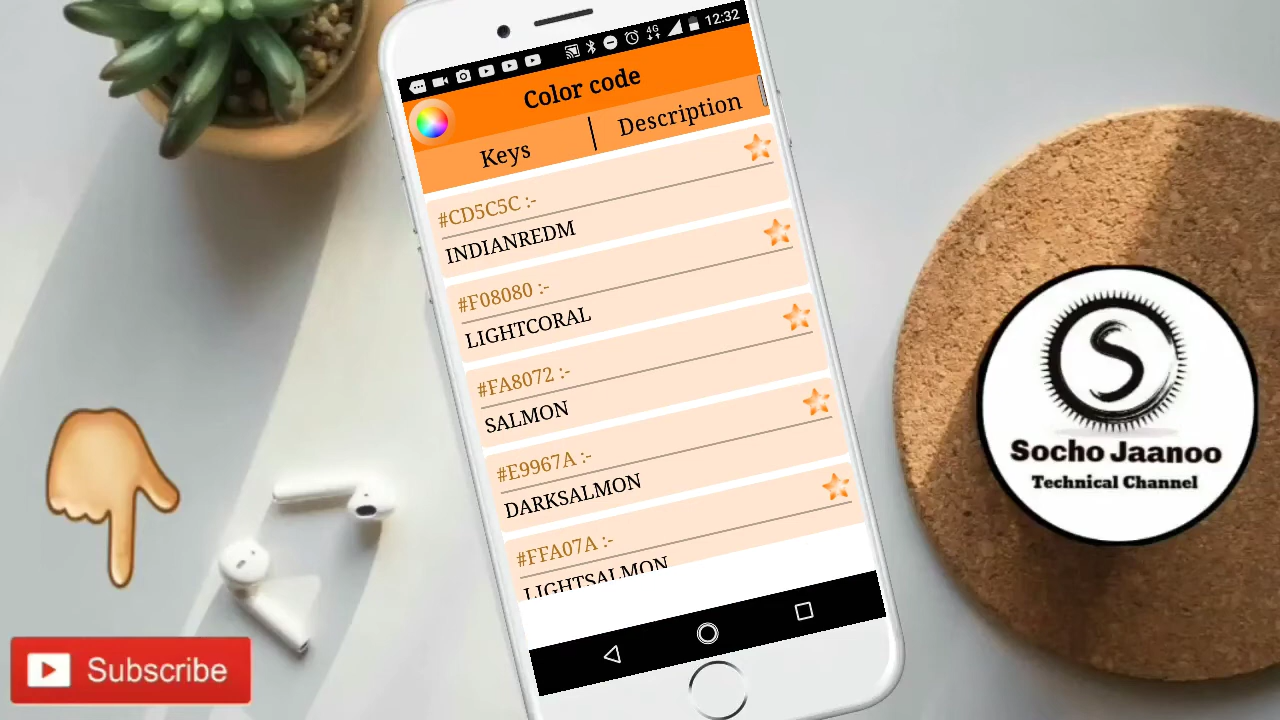 4G 12:32
Color code
Keys Description
#CD5C5C :-
INDIANREDM
#F08080 :-
LIGHTCORAL
#FA8072 :-
SALMON
#E9967A :-
DARKSALMON
#FFA07A :-
LIGHTSALMON
S
Socho Jaanoo
Technical Channel
Subscribe